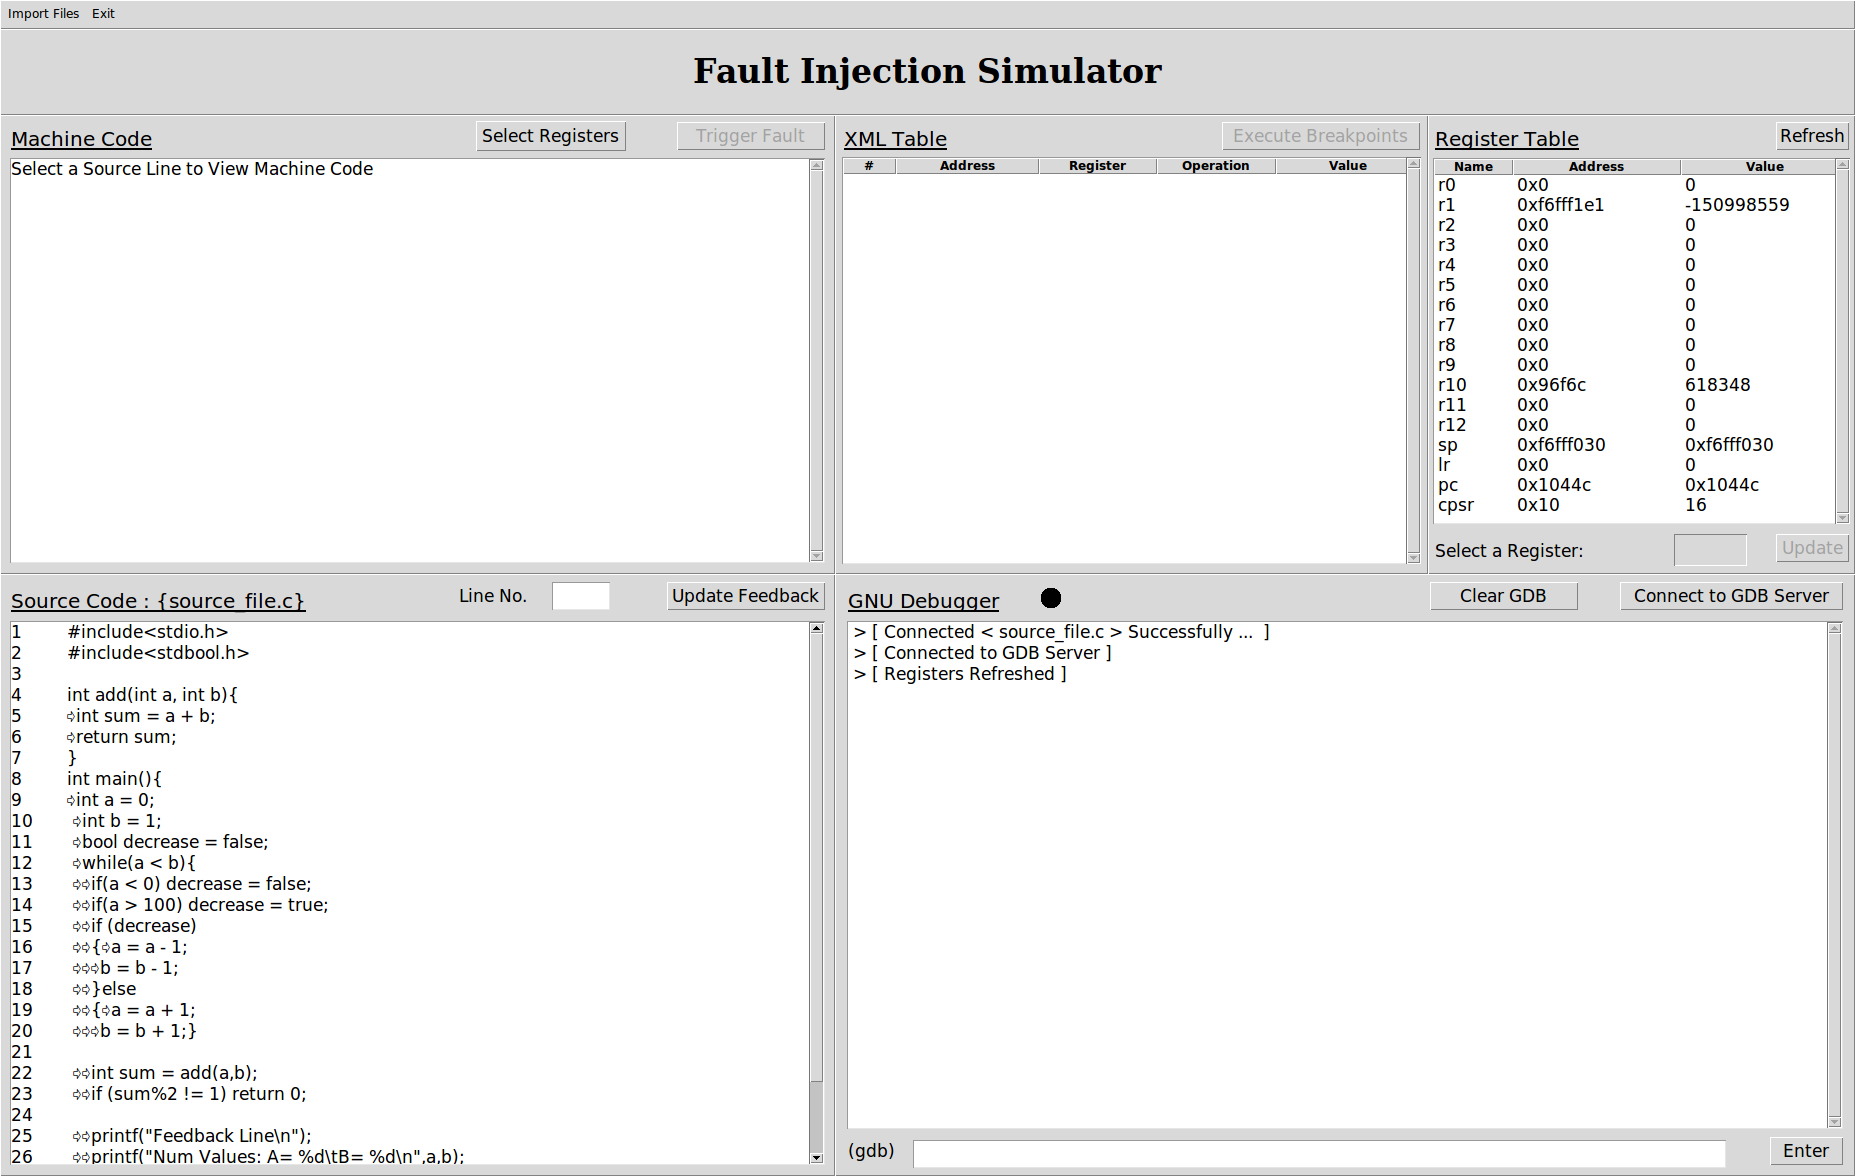 Import Files Exit
Fault Injection Simulator
Machine Code Select Registers Trigger Fault
Select a Source Line to View Machine Code
XML Table Execute Breakpoints
# Address Register Operation Value
Register Table Refresh
Name Address Value
r0 0x0 0
r1 0xf6fff1e1 -150998559
r2 0x0 0
r3 0x0 0
r4 0x0 0
r5 0x0 0
r6 0x0 0
r7 0x0 0
r8 0x0 0
r9 0x0 0
r10 0x96f6c 618348
r11 0x0 0
r12 0x0 0
sp 0xf6fff030 0xf6fff030
lr 0x0 0
pc 0x1044c 0x1044c
cpsr 0x10 16
Select a Register: Update
Source Code : {source_file.c} Line No. Update Feedback
1 #include<stdio.h>
2 #include<stdbool.h>
3
4 int add(int a, int b){
5 ➪int sum = a + b;
6 ➪return sum;
7 }
8 int main(){
9 ➪int a = 0;
10 ➪int b = 1;
11 ➪bool decrease = false;
12 ➪while(a < b){
13 ➪➪if(a < 0) decrease = false;
14 ➪➪if(a > 100) decrease = true;
15 ➪➪if (decrease)
16 ➪➪{➪a = a - 1;
17 ➪➪➪b = b - 1;
18 ➪➪}else
19 ➪➪{➪a = a + 1;
20 ➪➪➪b = b + 1;}
21
22 ➪➪int sum = add(a,b);
23 ➪➪if (sum%2 != 1) return 0;
24
25 ➪➪printf("Feedback Line\n");
26 ➪➪printf("Num Values: A= %d\tB= %d\n",a,b);
GNU Debugger Clear GDB Connect to GDB Server
> [ Connected < source_file.c > Successfully ... ]
> [ Connected to GDB Server ]
> [ Registers Refreshed ]
(gdb) Enter